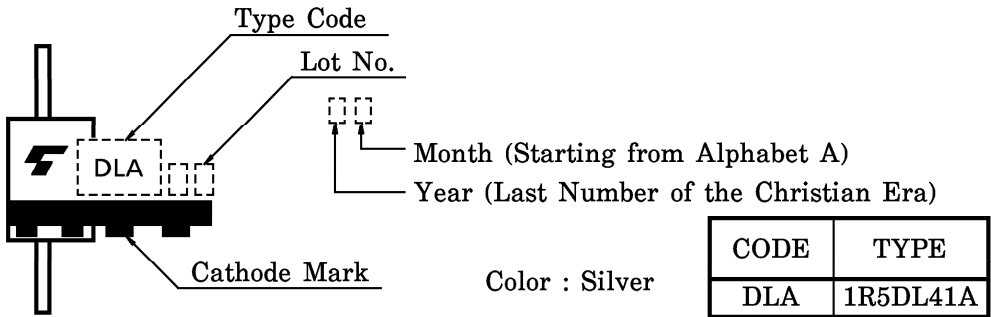 Type Code
Lot No.
DLA
Month (Starting from Alphabet A)
Year (Last Number of the Christian Era)
Cathode Mark
Color : Silver
CODE TYPE
DLA 1R5DL41A